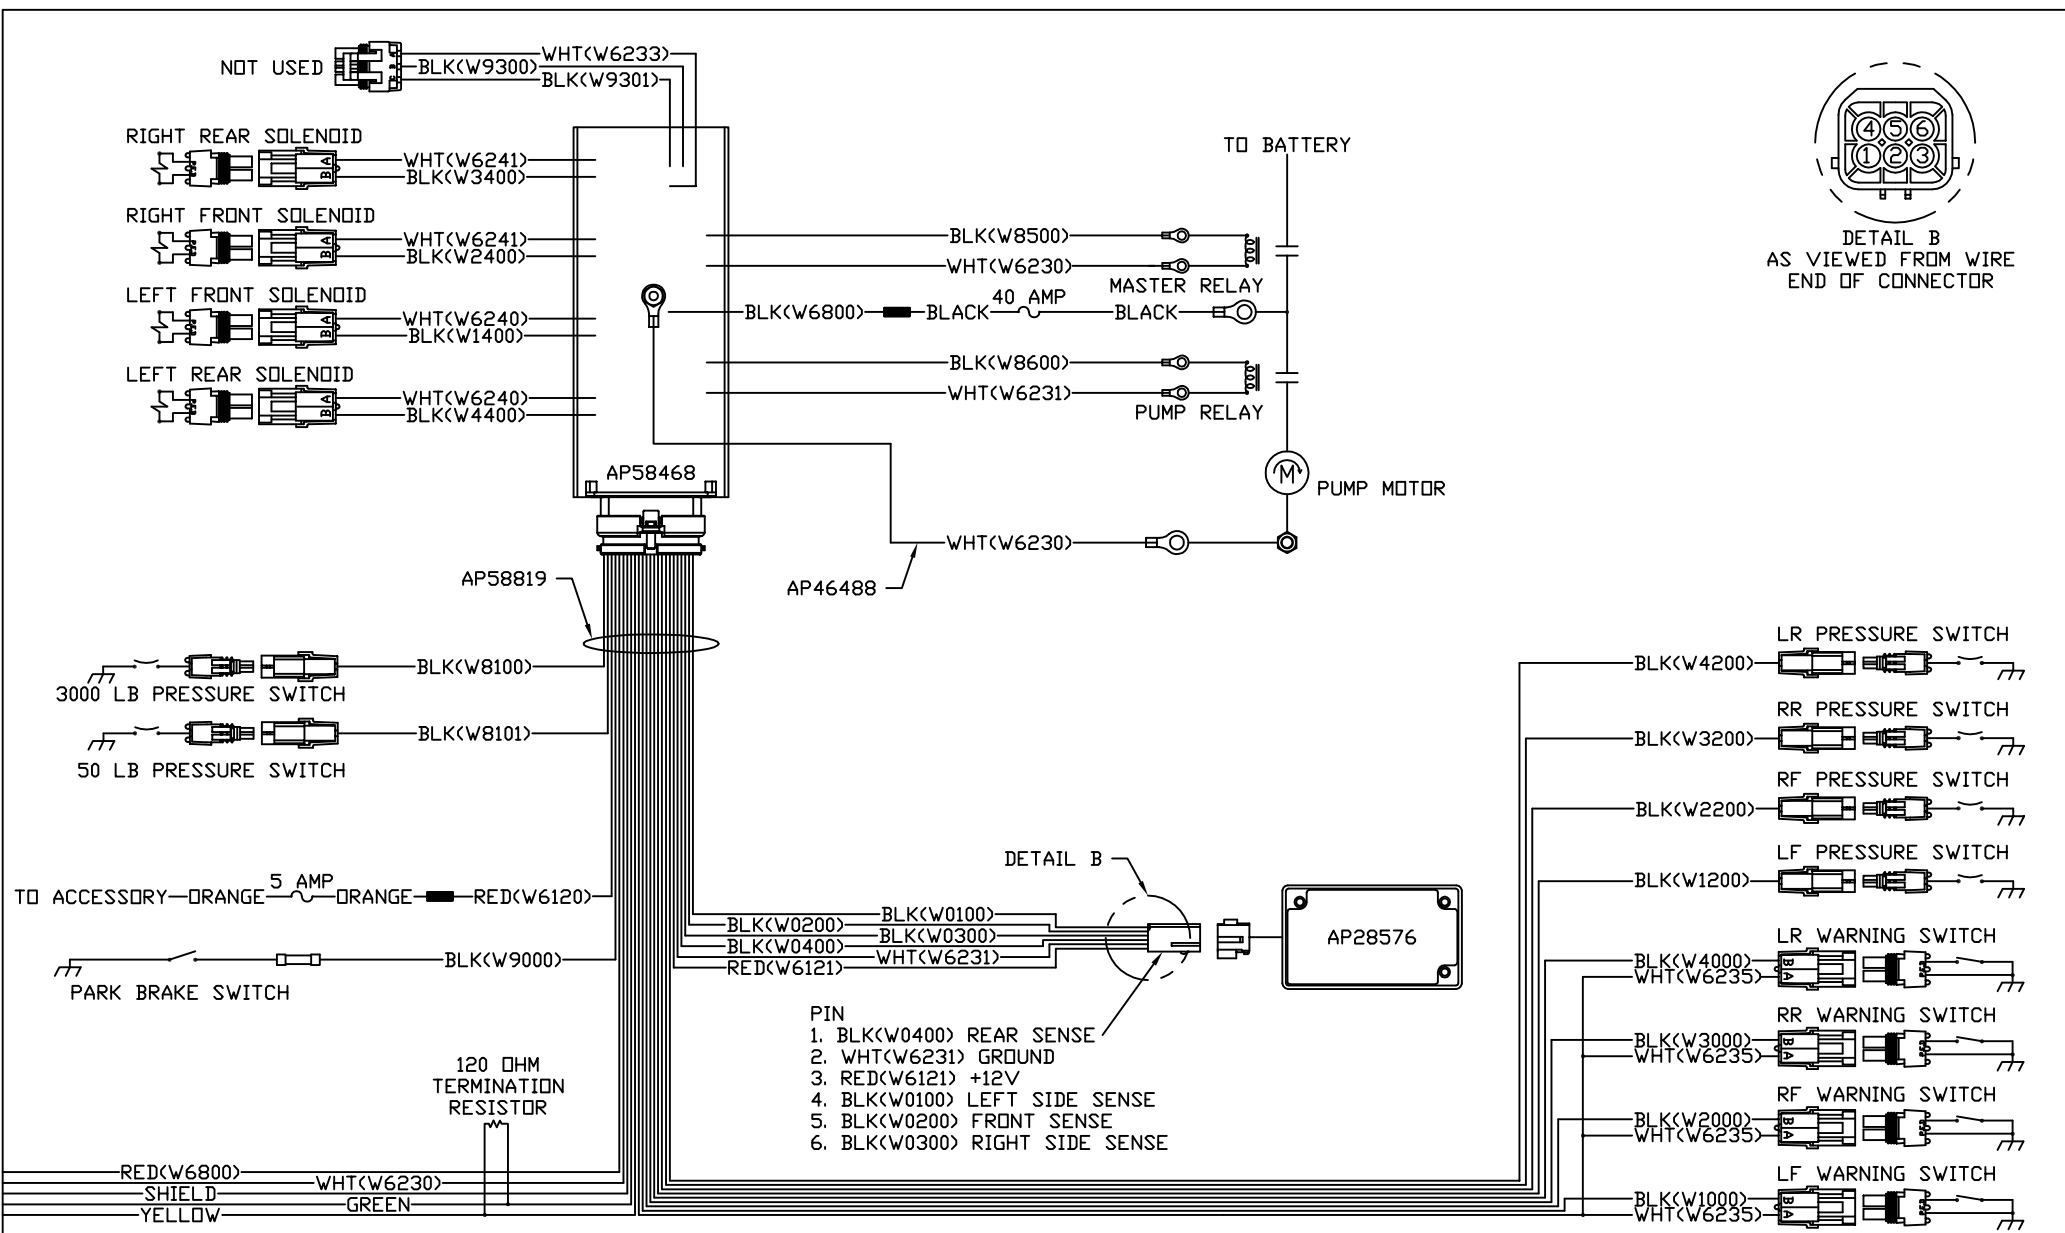 NOT USED
WHT(W6233)
BLK(W9300)
BLK(W9301)
RIGHT REAR SOLENOID
A
B
WHT(W6241)
BLK(W3400)
RIGHT FRONT SOLENOID
A
B
WHT(W6241)
BLK(W2400)
LEFT FRONT SOLENOID
A
B
WHT(W6240)
BLK(W1400)
LEFT REAR SOLENOID
A
B
WHT(W6240)
BLK(W4400)
AP58468
TO BATTERY
BLK(W8500)
WHT(W6230)
MASTER RELAY
40 AMP
BLK(W6800)
BLACK
BLACK
BLK(W8600)
WHT(W6231)
PUMP RELAY
M
PUMP MOTOR
WHT(W6230)
AP46488
4 5 6
1 2 3
DETAIL B
AS VIEWED FROM WIRE
END OF CONNECTOR
AP58819
BLK(W8100)
3000 LB PRESSURE SWITCH
BLK(W8101)
50 LB PRESSURE SWITCH
TO ACCESSORY
ORANGE
5 AMP
ORANGE
RED(W6120)
BLK(W9000)
PARK BRAKE SWITCH
120 OHM
TERMINATION
RESISTOR
RED(W6800)
WHT(W6230)
SHIELD
GREEN
YELLOW
DETAIL B
BLK(W0100)
BLK(W0200)
BLK(W0300)
BLK(W0400)
WHT(W6231)
RED(W6121)
AP28576
PIN
1. BLK(W0400) REAR SENSE
2. WHT(W6231) GROUND
3. RED(W6121) +12V
4. BLK(W0100) LEFT SIDE SENSE
5. BLK(W0200) FRONT SENSE
6. BLK(W0300) RIGHT SIDE SENSE
LR PRESSURE SWITCH
BLK(W4200)
RR PRESSURE SWITCH
BLK(W3200)
RF PRESSURE SWITCH
BLK(W2200)
LF PRESSURE SWITCH
BLK(W1200)
LR WARNING SWITCH
BLK(W4000)
WHT(W6235)
B
A
RR WARNING SWITCH
BLK(W3000)
WHT(W6235)
B
A
RF WARNING SWITCH
BLK(W2000)
WHT(W6235)
B
A
LF WARNING SWITCH
BLK(W1000)
WHT(W6235)
B
A